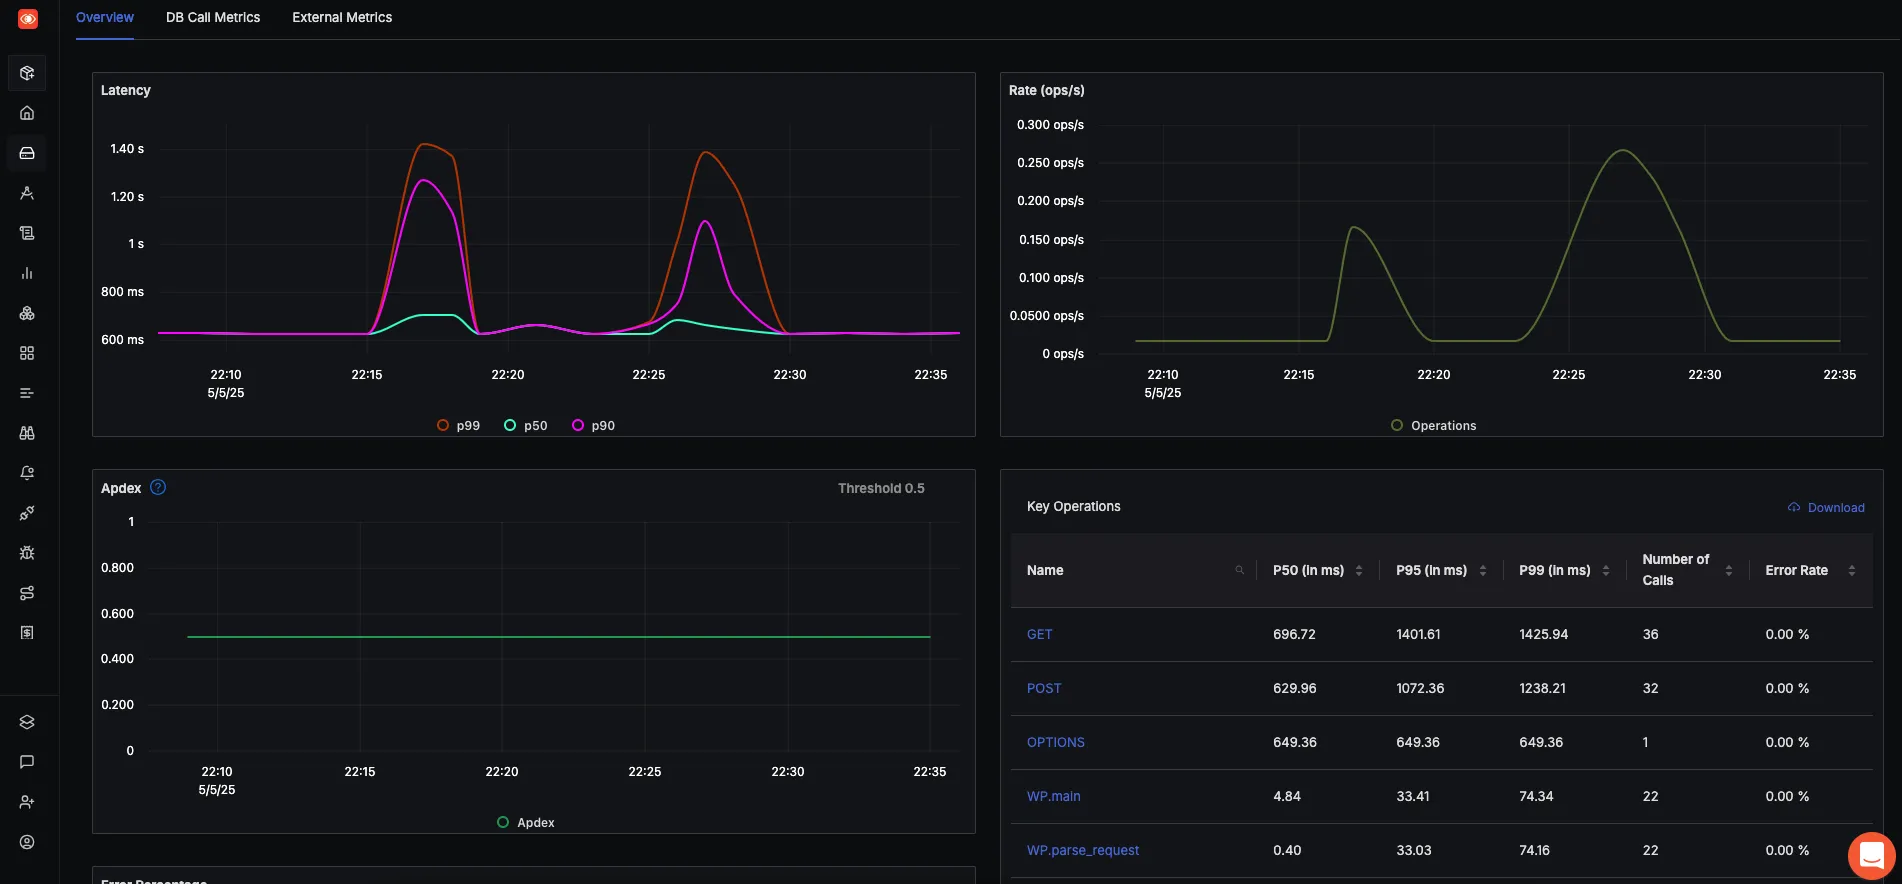 Overview DB Call Metrics External Metrics
Latency
1.40 s
1.20 s
1 s
800 ms
600 ms
22:10 22:15 22:20 22:25 22:30 22:35
5/5/25
p99 p50 p90
Rate (ops/s)
0.300 ops/s
0.250 ops/s
0.200 ops/s
0.150 ops/s
0.100 ops/s
0.0500 ops/s
0 ops/s
22:10 22:15 22:20 22:25 22:30 22:35
5/5/25
Operations
Apdex Threshold 0.5
1
0.800
0.600
0.400
0.200
0
22:10 22:15 22:20 22:25 22:30 22:35
5/5/25
Apdex
Key Operations Download
Name P50 (in ms) P95 (in ms) P99 (in ms) Number of Calls Error Rate
GET 696.72 1401.61 1425.94 36 0.00 %
POST 629.96 1072.36 1238.21 32 0.00 %
OPTIONS 649.36 649.36 649.36 1 0.00 %
WP.main 4.84 33.41 74.34 22 0.00 %
WP.parse_request 0.40 33.03 74.16 22 0.00 %
Error Percentage